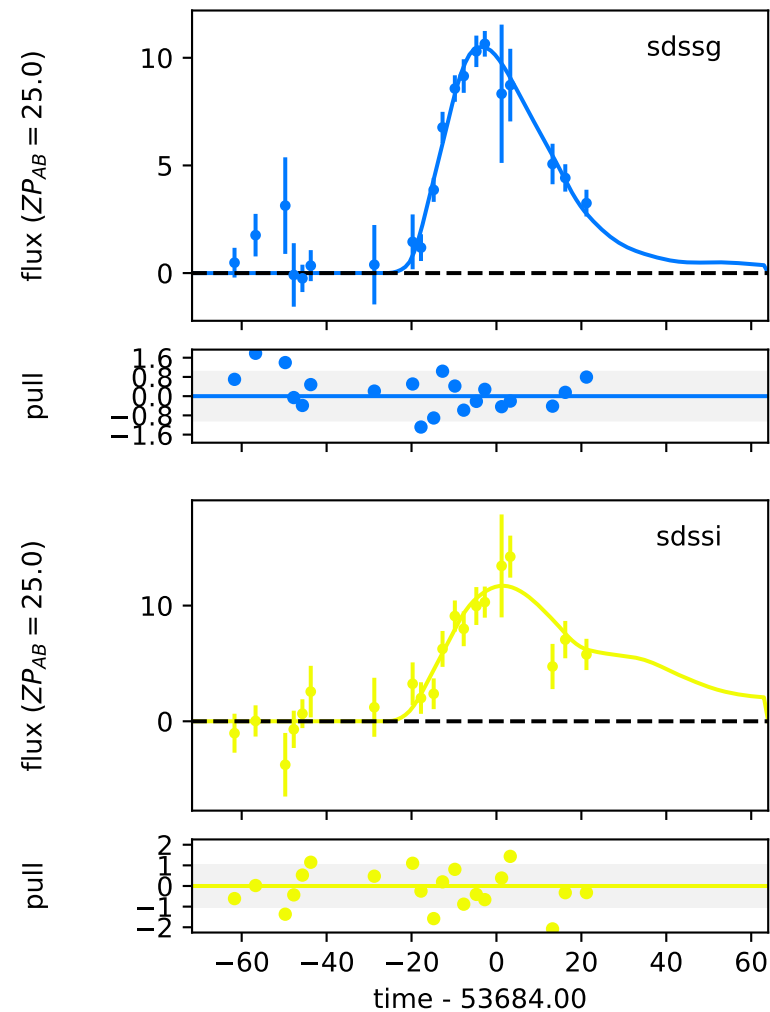 sdssg
10
5
0
flux (ZP_AB = 25.0)
1.6
0.8
0.0
−0.8
−1.6
pull
sdssi
10
0
flux (ZP_AB = 25.0)
2
1
0
−1
−2
pull
−60 −40 −20 0 20 40 60
time - 53684.00